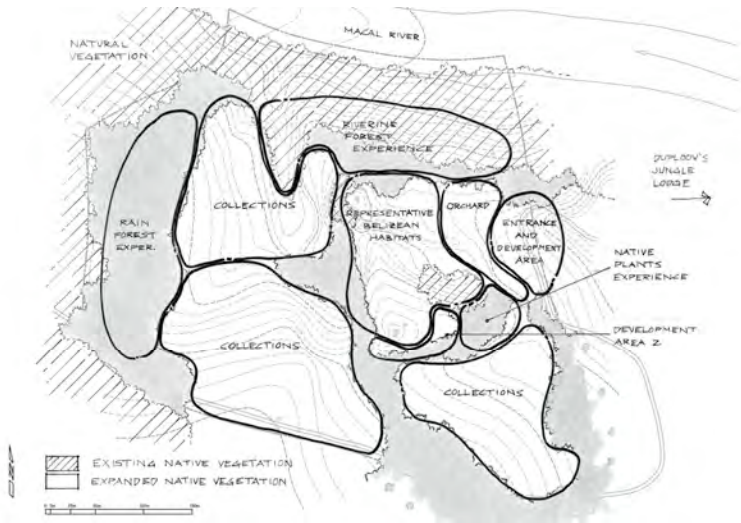 MACAL RIVER
NATURAL
VEGETATION
RIVERINE
FOREST
EXPERIENCE
DUPLOOY'S
JUNGLE
LODGE
COLLECTIONS
REPRESENTATIVE
BELIZEAN
HABITATS
ORCHARD
ENTRANCE
AND
DEVELOPMENT
AREA
RAIN
FOREST
EXPER.
NATIVE
PLANTS
EXPERIENCE
COLLECTIONS
DEVELOPMENT
AREA 2
COLLECTIONS
EXISTING NATIVE VEGETATION
EXPANDED NATIVE VEGETATION